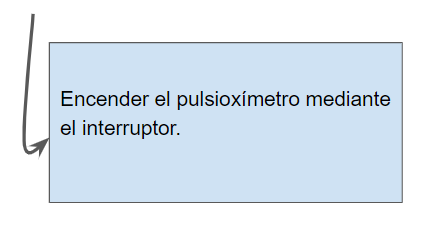 Encender el pulsioxímetro mediante
el interruptor.